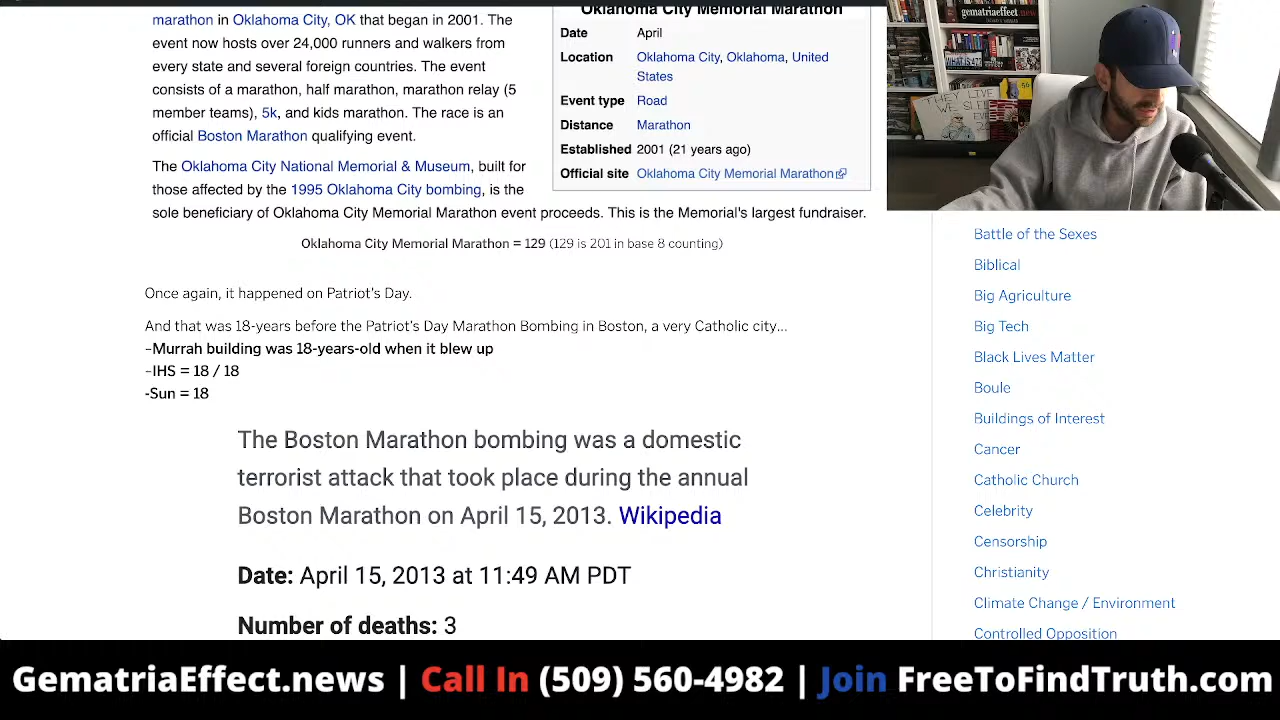 marathon in Oklahoma City, OK that began in 2001. The
event also hosts over 24,000 runners and walkers from
every state and several foreign countries. The event
consists of a marathon, half marathon, marathon relay (5
member teams), 5k, and kids marathon. The race is an
official Boston Marathon qualifying event.
The Oklahoma City National Memorial & Museum, built for
those affected by the 1995 Oklahoma City bombing, is the
sole beneficiary of Oklahoma City Memorial Marathon event proceeds. This is the Memorial's largest fundraiser.
Oklahoma City Memorial Marathon
Date April
Location Oklahoma City, Oklahoma, United
States
Event type Road
Distance Marathon
Established 2001 (21 years ago)
Official site Oklahoma City Memorial Marathon
Oklahoma City Memorial Marathon = 129 (129 is 201 in base 8 counting)
Once again, it happened on Patriot's Day.
And that was 18-years before the Patriot's Day Marathon Bombing in Boston, a very Catholic city...
–Murrah building was 18-years-old when it blew up
–IHS = 18 / 18
-Sun = 18
The Boston Marathon bombing was a domestic
terrorist attack that took place during the annual
Boston Marathon on April 15, 2013. Wikipedia
Date: April 15, 2013 at 11:49 AM PDT
Number of deaths: 3
gematriaeffect.new
THEY LIVE
WE SLEEP
Battle of the Sexes
Biblical
Big Agriculture
Big Tech
Black Lives Matter
Boule
Buildings of Interest
Cancer
Catholic Church
Celebrity
Censorship
Christianity
Climate Change / Environment
Controlled Opposition
GematriaEffect.news | Call In (509) 560-4982 | Join FreeToFindTruth.com